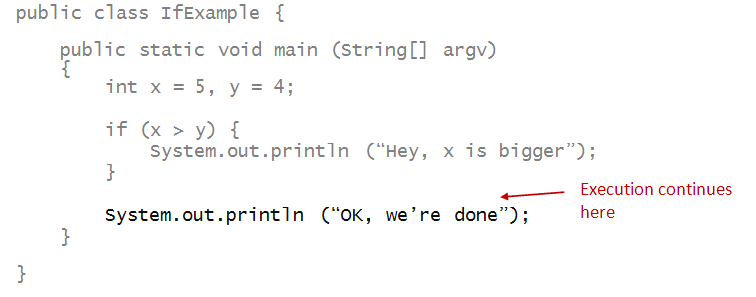 public class IfExample {
public static void main (String[] argv)
{
int x = 5, y = 4;
if (x > y) {
System.out.println (“Hey, x is bigger”);
}
Execution continues
here
System.out.println (“OK, we’re done”);
}
}